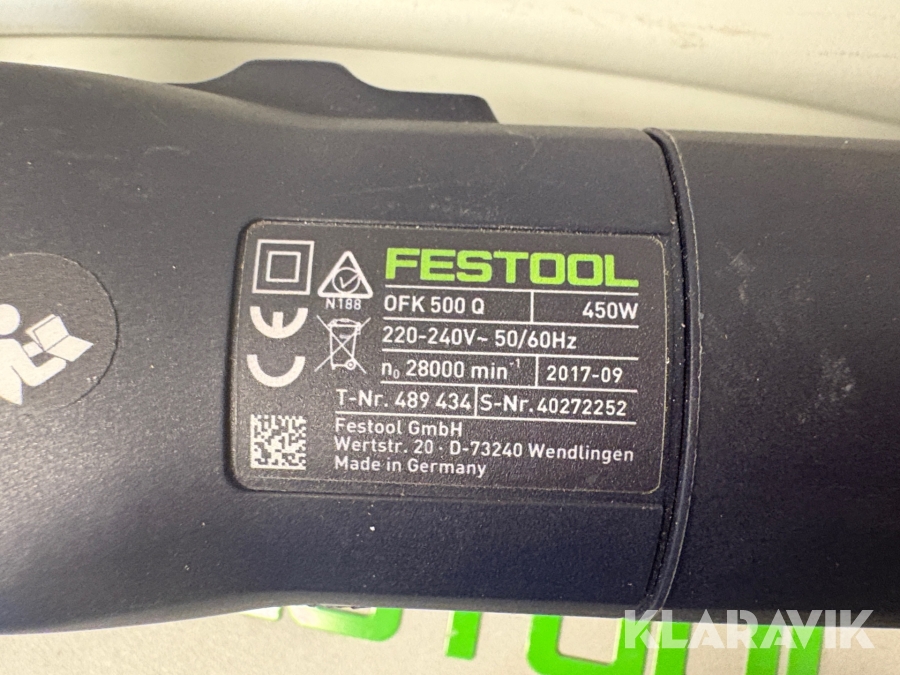 FESTOOL
N188
OFK 500 Q 450W
220-240V~ 50/60Hz
n₀ 28000 min⁻¹ 2017-09
T-Nr. 489 434 S-Nr. 40272252
Festool GmbH
Wertstr. 20 · D-73240 Wendlingen
Made in Germany
KLARAVIK